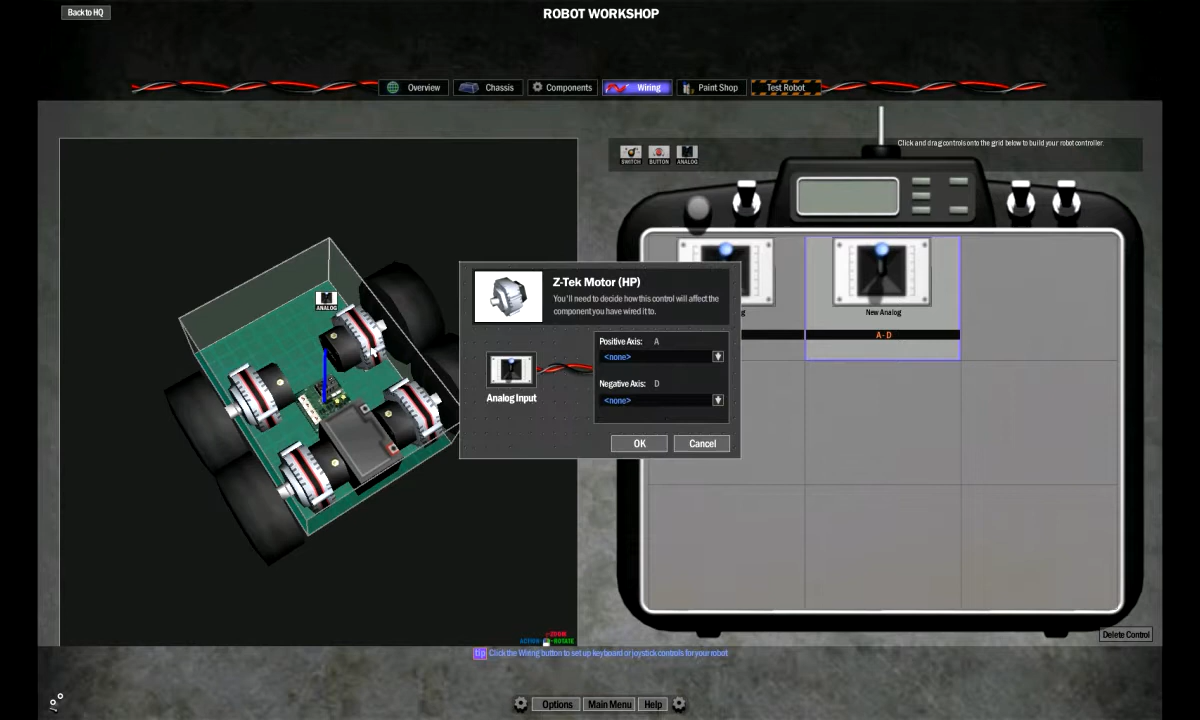 Back to HQ
ROBOT WORKSHOP
Overview
Chassis
Components
Wiring
Paint Shop
Test Robot
Click and drag controls onto the grid below to build your robot controller.
SWITCH
BUTTON
ANALOG
ANALOG
New Analog
A - D
Z-Tek Motor (HP)
You'll need to decide how this control will affect the
component you have wired it to.
Positive Axis: A
<none>
Negative Axis: D
<none>
Analog Input
OK
Cancel
ZOOM
ROTATE
Delete Control
tip Click the Wiring button to set up keyboard or joystick controls for your robot
Options
Main Menu
Help